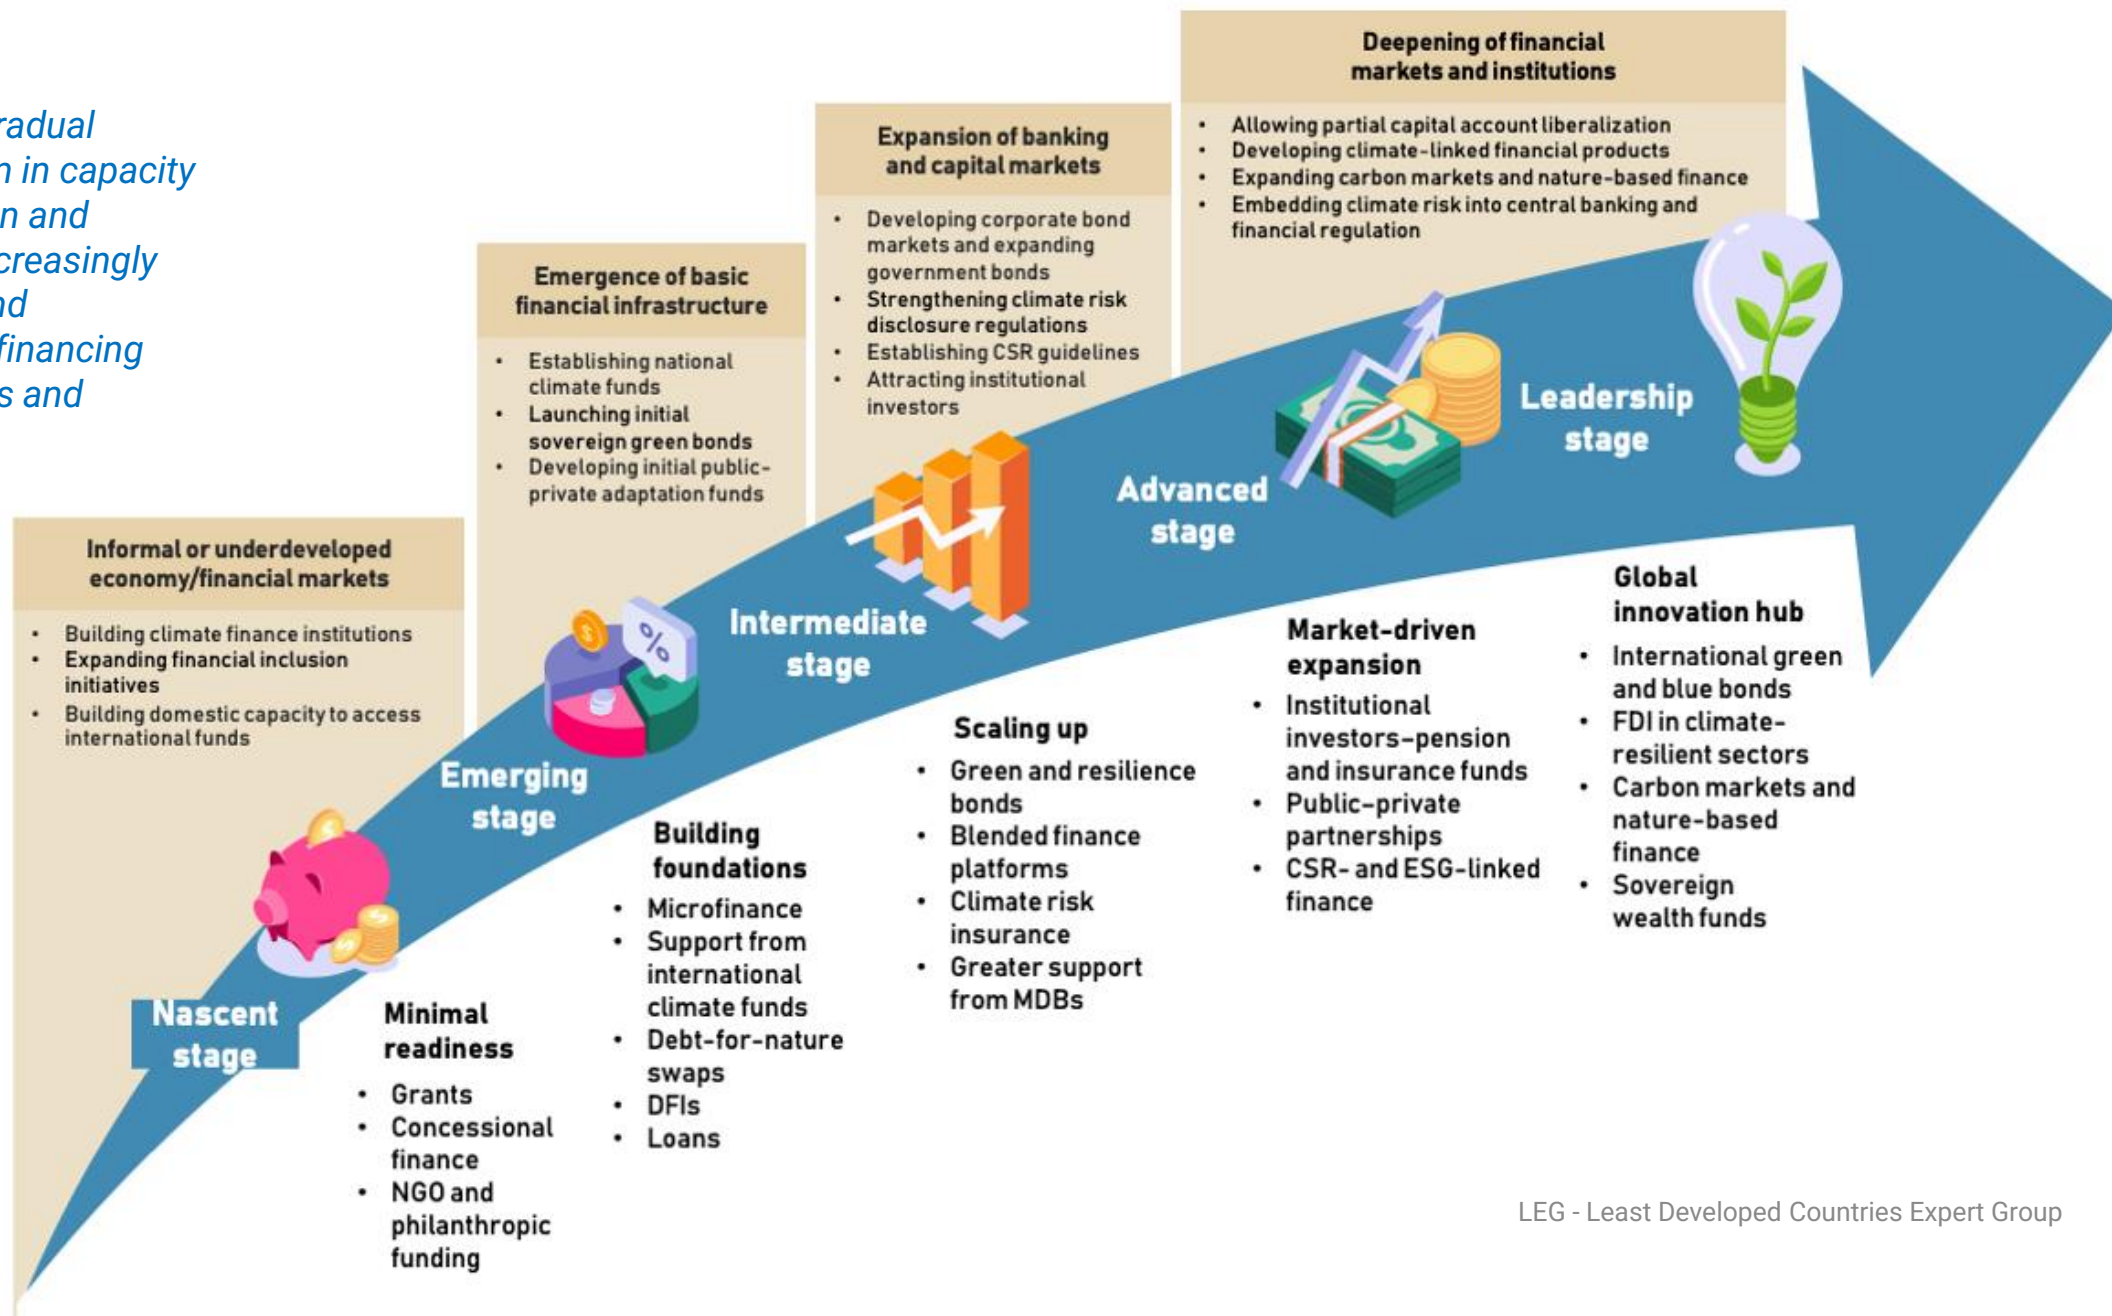 radual
n in capacity
n and
creasingly
nd
financing
s and
Informal or underdeveloped
economy/financial markets
• Building climate finance institutions
• Expanding financial inclusion
initiatives
• Building domestic capacity to access
international funds
Emergence of basic
financial infrastructure
• Establishing national
climate funds
• Launching initial
sovereign green bonds
• Developing initial public-
private adaptation funds
Expansion of banking
and capital markets
• Developing corporate bond
markets and expanding
government bonds
• Strengthening climate risk
disclosure regulations
• Establishing CSR guidelines
• Attracting institutional
investors
Deepening of financial
markets and institutions
• Allowing partial capital account liberalization
• Developing climate-linked financial products
• Expanding carbon markets and nature-based finance
• Embedding climate risk into central banking and
financial regulation
Nascent
stage
Emerging
stage
Intermediate
stage
Advanced
stage
Leadership
stage
$
%
Minimal
readiness
• Grants
• Concessional
finance
• NGO and
philanthropic
funding
Building
foundations
• Microfinance
• Support from
international
climate funds
• Debt-for-nature
swaps
• DFIs
• Loans
Scaling up
• Green and resilience
bonds
• Blended finance
platforms
• Climate risk
insurance
• Greater support
from MDBs
Market-driven
expansion
• Institutional
investors–pension
and insurance funds
• Public–private
partnerships
• CSR- and ESG-linked
finance
Global
innovation hub
• International green
and blue bonds
• FDI in climate-
resilient sectors
• Carbon markets and
nature-based
finance
• Sovereign
wealth funds
LEG - Least Developed Countries Expert Group